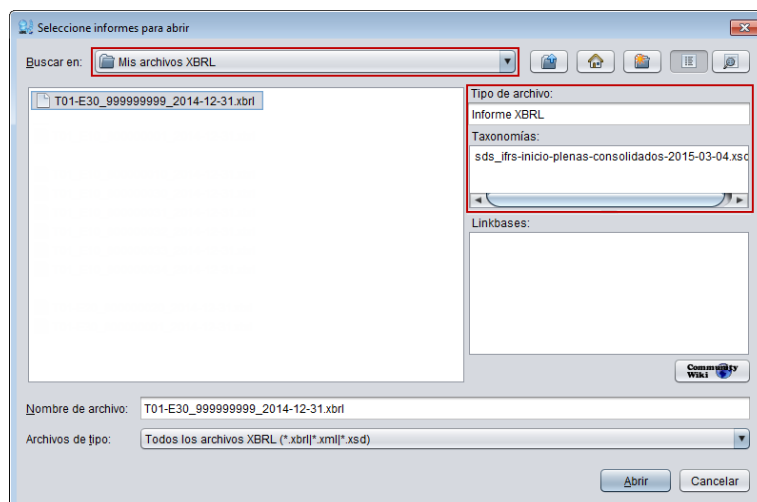 Seleccione informes para abrir
Buscar en: Mis archivos XBRL
T01-E30_999999999_2014-12-31.xbrl
Tipo de archivo:
Informe XBRL
Taxonomías:
sds_ifrs-inicio-plenas-consolidados-2015-03-04.xsd
Linkbases:
Community
Wiki
Nombre de archivo: T01-E30_999999999_2014-12-31.xbrl
Archivos de tipo: Todos los archivos XBRL (*.xbrl|*.xml|*.xsd)
Abrir Cancelar